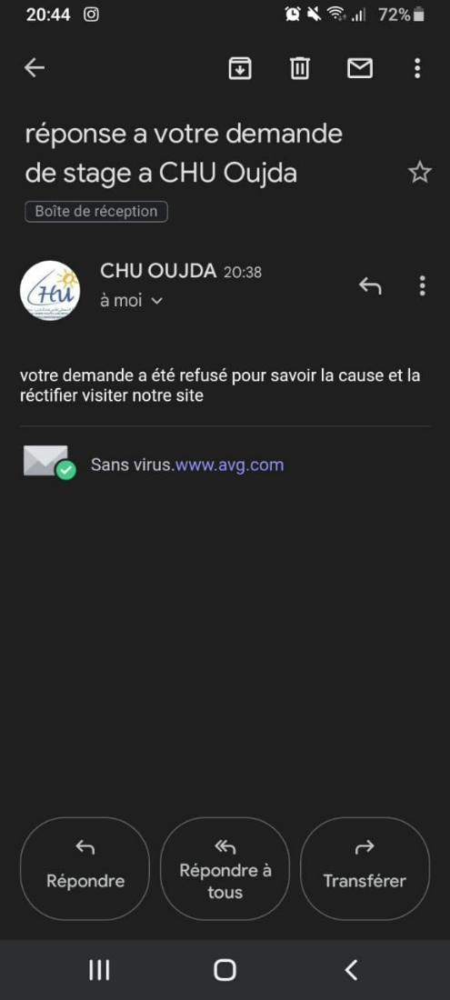 20:44 72%
réponse a votre demande
de stage a CHU Oujda
Boîte de réception
CHU OUJDA 20:38
à moi
CHU
votre demande a été refusé pour savoir la cause et la
réctifier visiter notre site
Sans virus.www.avg.com
Répondre
Répondre à
tous
Transférer